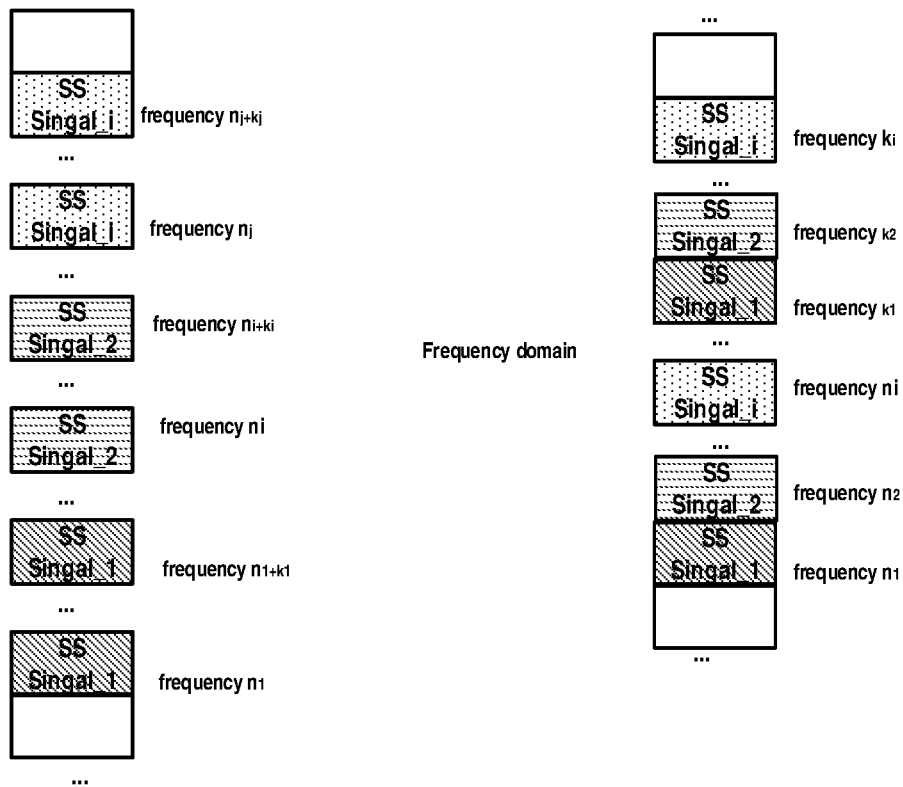 SS
Singal_i
frequency nj+kj
...
SS
Singal_i
frequency nj
...
SS
Singal_2
frequency ni+ki
...
SS
Singal_2
frequency ni
...
SS
Singal_1
frequency n1+k1
...
SS
Singal_1
frequency n1
...
Frequency domain
...
SS
Singal_i
frequency ki
...
SS
Singal_2
frequency k2
SS
Singal_1
frequency k1
...
SS
Singal_i
frequency ni
...
SS
Singal_2
frequency n2
SS
Singal_1
frequency n1
...